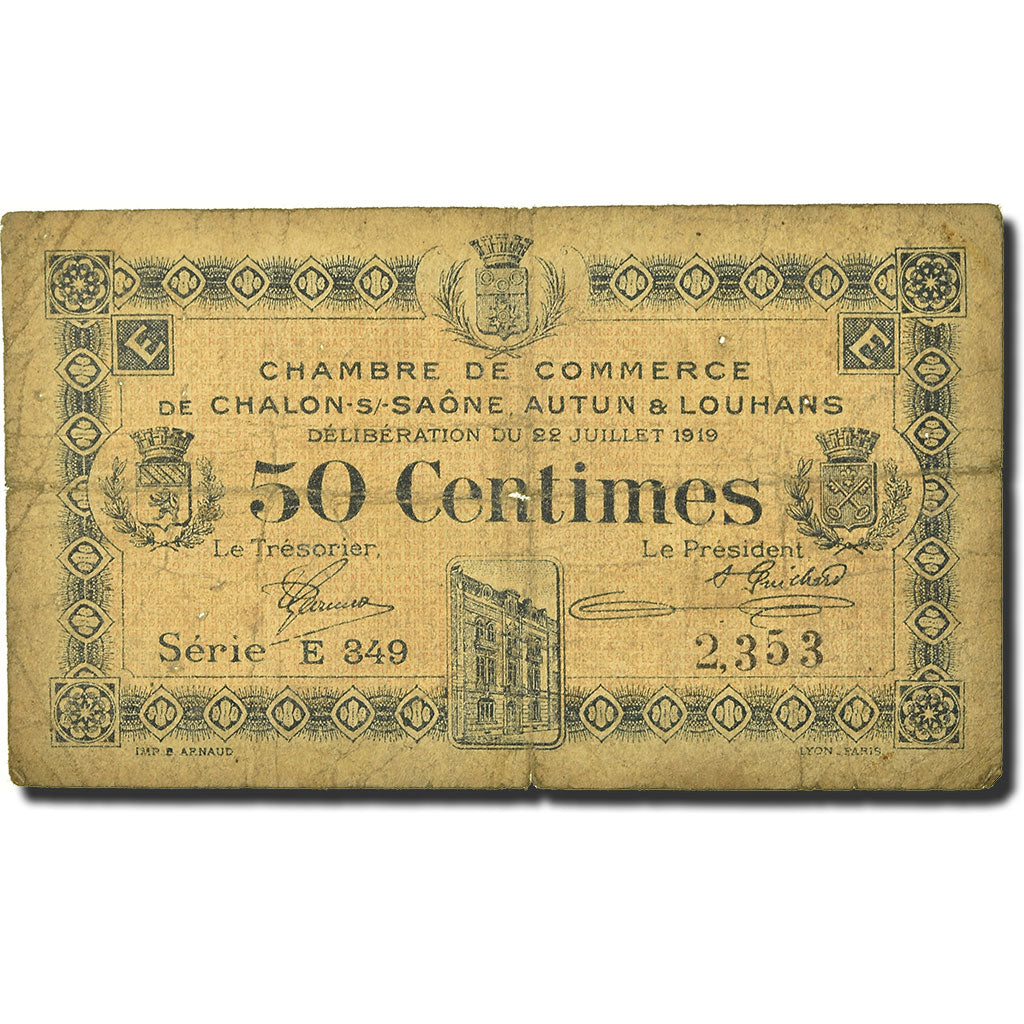 E E
CHAMBRE DE COMMERCE
DE CHALON-S/-SAÔNE, AUTUN & LOUHANS
DÉLIBÉRATION DU 22 JUILLET 1919
50 Centimes
Le Trésorier, Le Président
A Guichard
Série E 349 2,353
IMP. B. ARNAUD LYON-PARIS